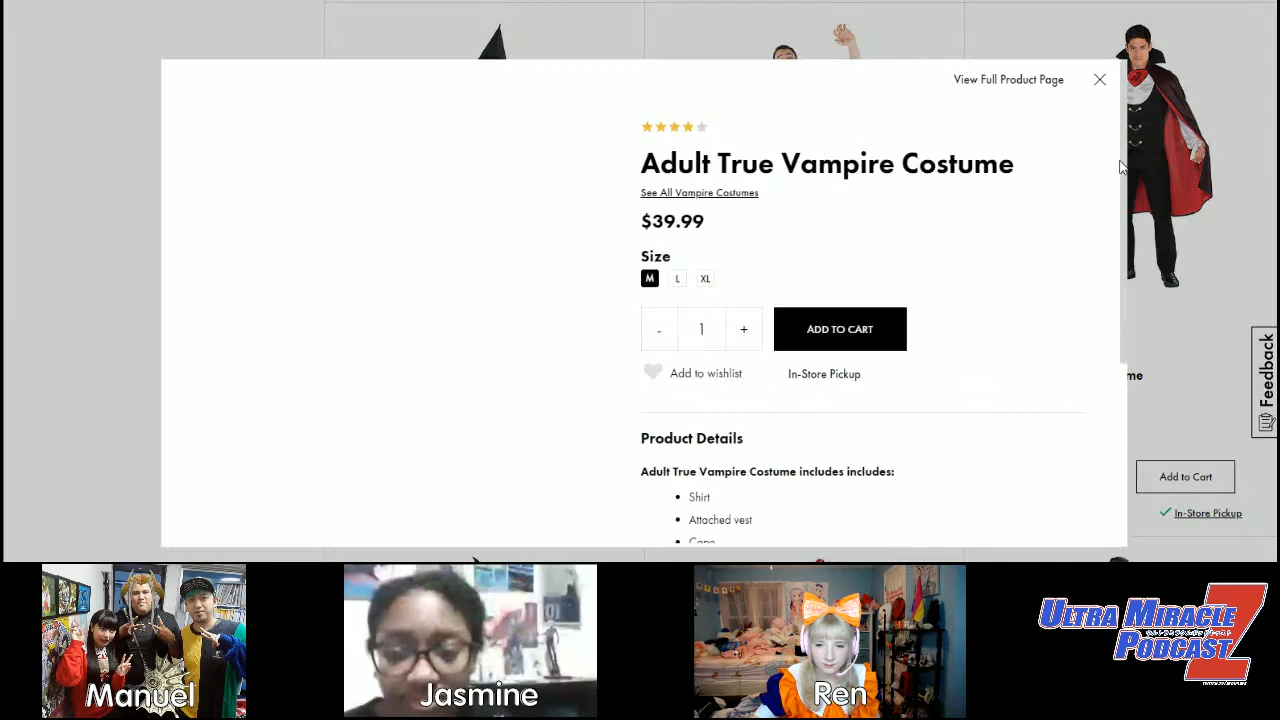 View Full Product Page
Adult True Vampire Costume
See All Vampire Costumes
$39.99
Size
M L XL
- 1 + ADD TO CART
Add to wishlist In-Store Pickup
Product Details
Adult True Vampire Costume includes includes:
Shirt
Attached vest
Cape
me
Feedback
Add to Cart
In-Store Pickup
Manuel
Jasmine
Ren
ULTRA MIRACLE
PODCAST
Z